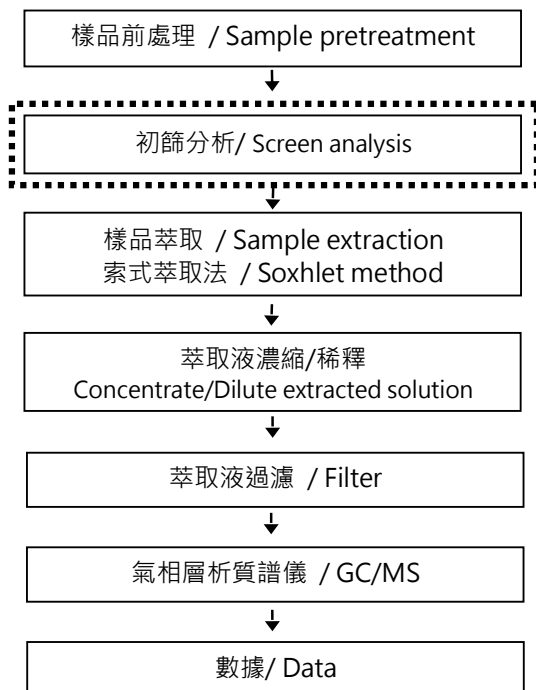 樣品前處理 / Sample pretreatment
初篩分析/ Screen analysis
樣品萃取 / Sample extraction
索式萃取法 / Soxhlet method
萃取液濃縮/稀釋
Concentrate/Dilute extracted solution
萃取液過濾 / Filter
氣相層析質譜儀 / GC/MS
數據/ Data